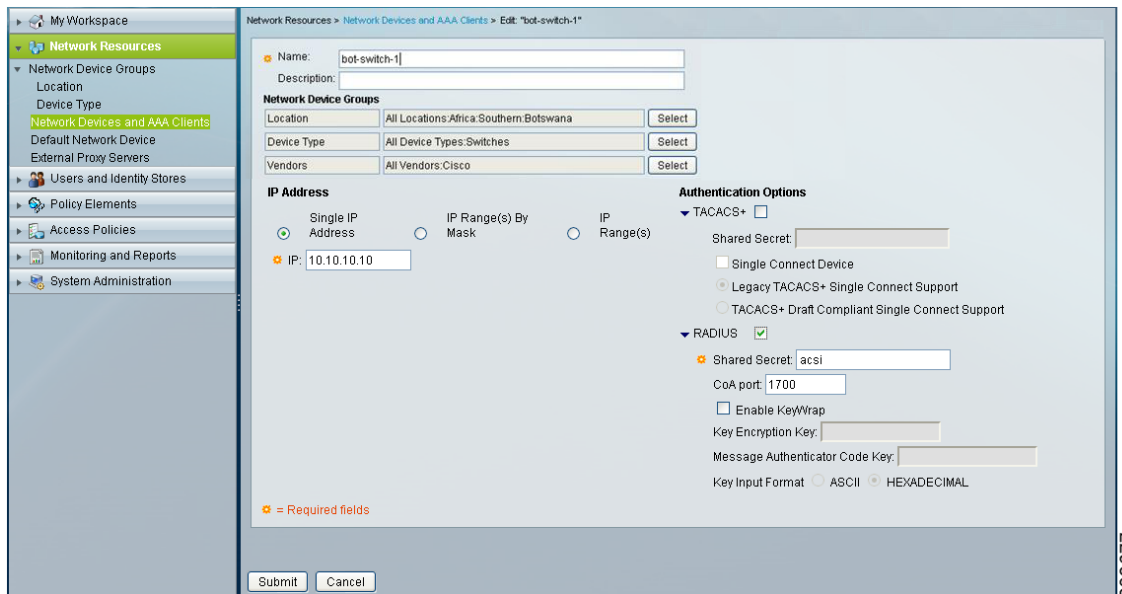 My Workspace
Network Resources
Network Device Groups
Location
Device Type
Network Devices and AAA Clients
Default Network Device
External Proxy Servers
Users and Identity Stores
Policy Elements
Access Policies
Monitoring and Reports
System Administration
Network Resources > Network Devices and AAA Clients > Edit: "bot-switch-1"
Name: bot-switch-1
Description:
Network Device Groups
Location All Locations:Africa:Southern:Botswana Select
Device Type All Device Types:Switches Select
Vendors All Vendors:Cisco Select
IP Address
Single IP Address
IP Range(s) By Mask
IP Range(s)
IP: 10.10.10.10
Authentication Options
TACACS+
Shared Secret:
Single Connect Device
Legacy TACACS+ Single Connect Support
TACACS+ Draft Compliant Single Connect Support
RADIUS
Shared Secret: acsi
CoA port: 1700
Enable KeyWrap
Key Encryption Key:
Message Authenticator Code Key:
Key Input Format ASCII HEXADECIMAL
= Required fields
Submit Cancel